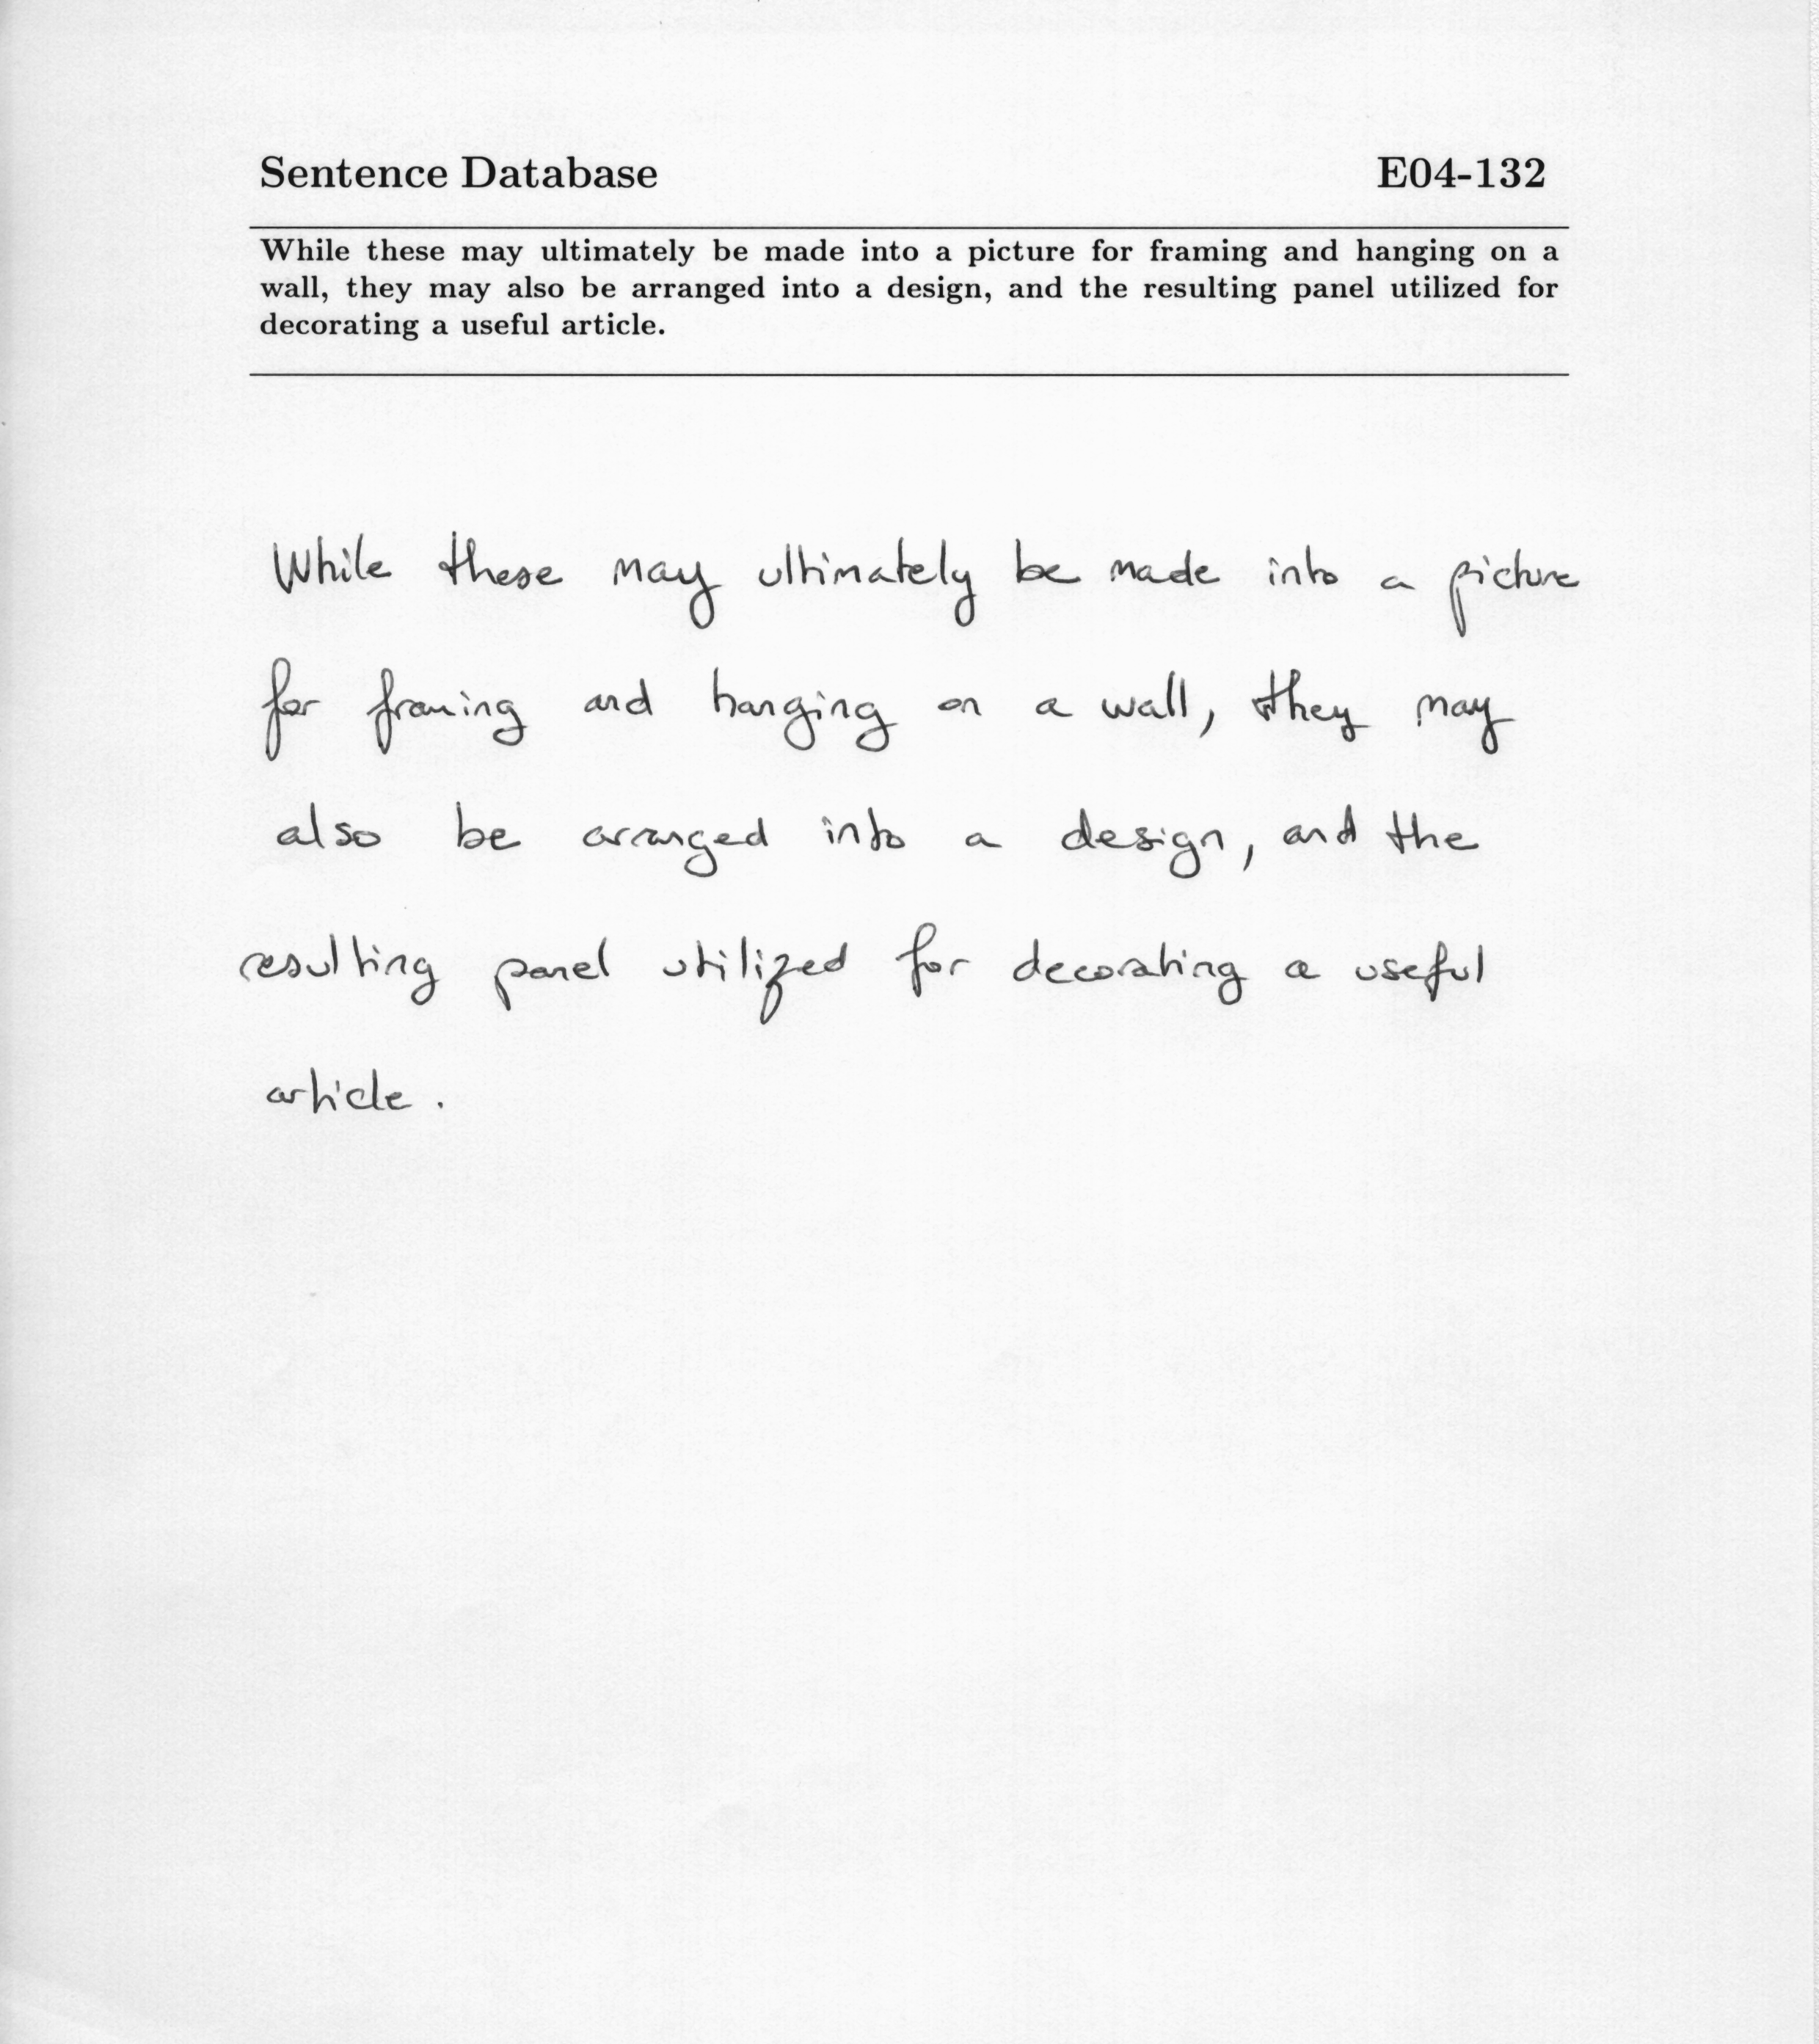 Sentence Database E04-132
While these may ultimately be made into a picture for framing and hanging on a
wall, they may also be arranged into a design, and the resulting panel utilized for
decorating a useful article.
While these may ultimately be made into a picture
for framing and hanging on a wall, they may
also be arranged into a design, and the
resulting panel utilized for decorating a useful
article.